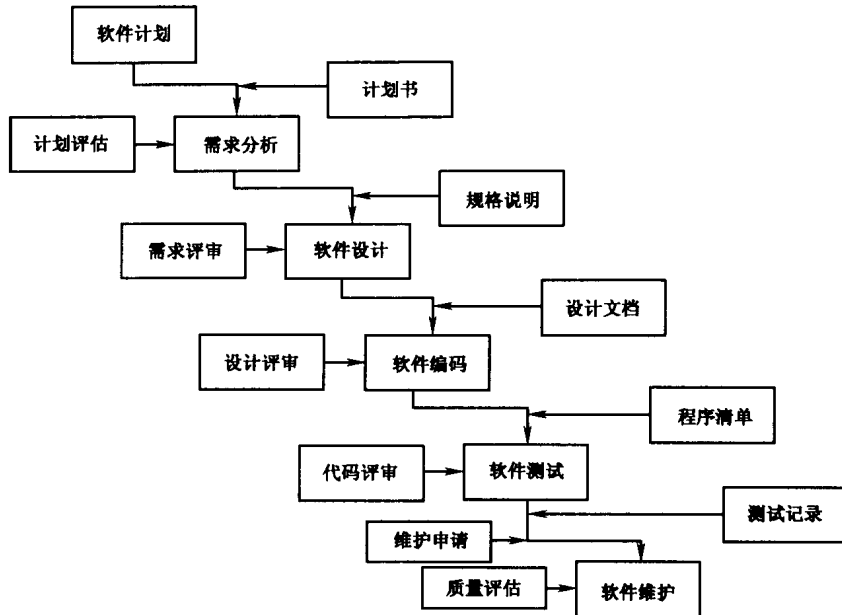 软件计划
计划书
计划评估
需求分析
规格说明
需求评审
软件设计
设计文档
设计评审
软件编码
程序清单
代码评审
软件测试
测试记录
维护申请
质量评估
软件维护